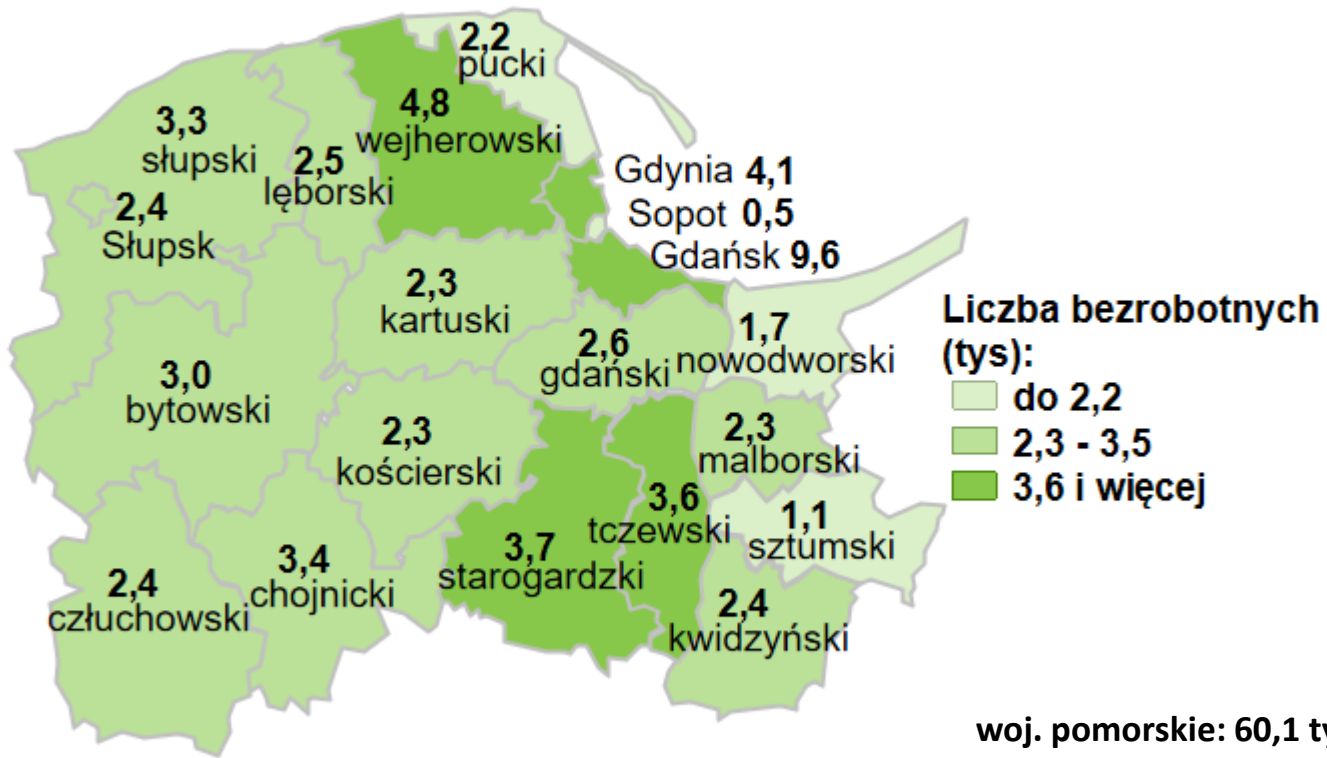 2,2
pucki
4,8
wejherowski
3,3
słupski
2,5
lęborski
Gdynia 4,1
Sopot 0,5
Gdańsk 9,6
2,4
Słupsk
2,3
kartuski
2,6
gdański
1,7
nowodworski
3,0
bytowski
2,3
kościerski
2,3
malborski
3,6
tczewski
1,1
sztumski
3,7
starogardzki
3,4
chojnicki
2,4
człuchowski
2,4
kwidzyński
Liczba bezrobotnych
(tys):
do 2,2
2,3 - 3,5
3,6 i więcej
woj. pomorskie: 60,1